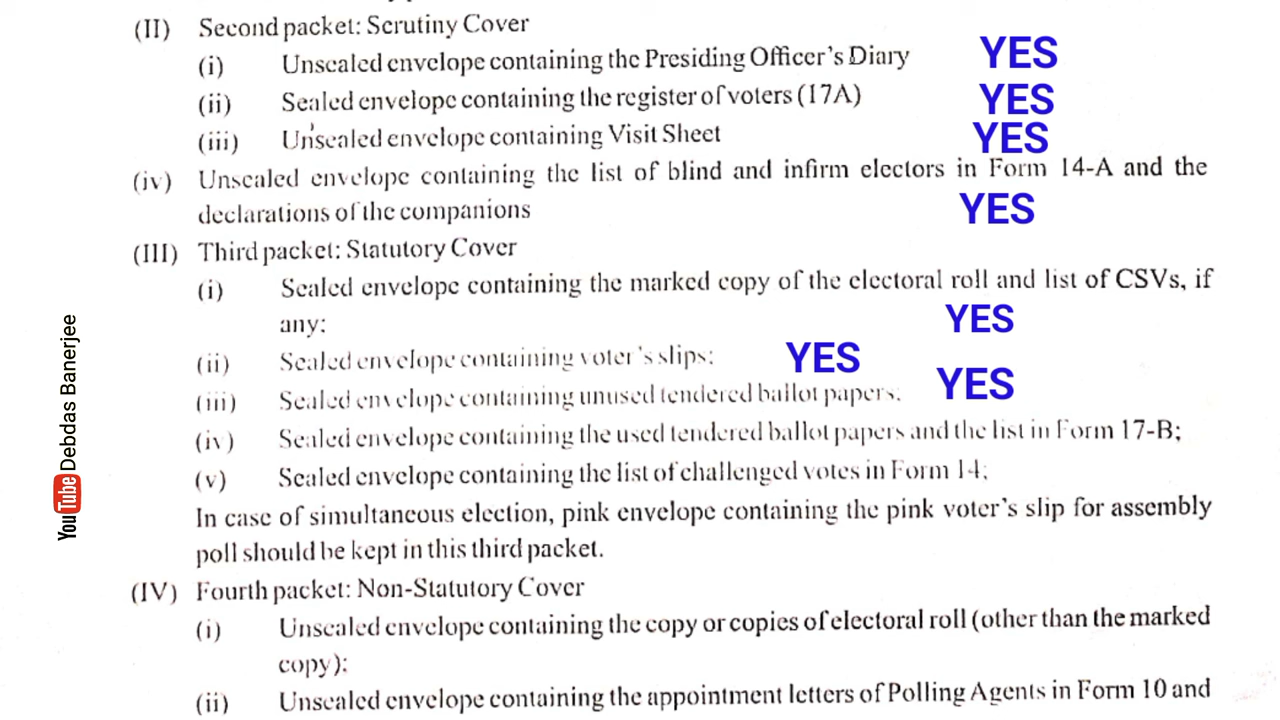 (II) Second packet: Scrutiny Cover
(i) Unsealed envelope containing the Presiding Officer's Diary YES
(ii) Sealed envelope containing the register of voters (17A) YES
(iii) Unsealed envelope containing Visit Sheet YES
(iv) Unsealed envelope containing the list of blind and infirm electors in Form 14-A and the
declarations of the companions YES
(III) Third packet: Statutory Cover
(i) Sealed envelope containing the marked copy of the electoral roll and list of CSVs, if
any: YES
(ii) Sealed envelope containing voter's slips: YES
(iii) Sealed envelope containing unused tendered ballot papers: YES
(iv) Sealed envelope containing the used tendered ballot papers and the list in Form 17-B;
(v) Sealed envelope containing the list of challenged votes in Form 14;
In case of simultaneous election, pink envelope containing the pink voter's slip for assembly
poll should be kept in this third packet.
(IV) Fourth packet: Non-Statutory Cover
(i) Unsealed envelope containing the copy or copies of electoral roll (other than the marked
copy):
(ii) Unsealed envelope containing the appointment letters of Polling Agents in Form 10 and
YouTube Debdas Banerjee